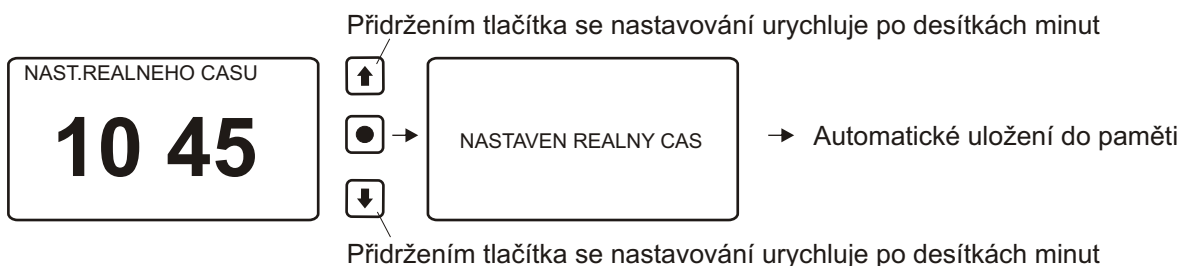 Přidržením tlačítka se nastavování urychluje po desítkách minut
NAST.REALNEHO CASU
10 45
NASTAVEN REALNY CAS
Automatické uložení do paměti
Přidržením tlačítka se nastavování urychluje po desítkách minut